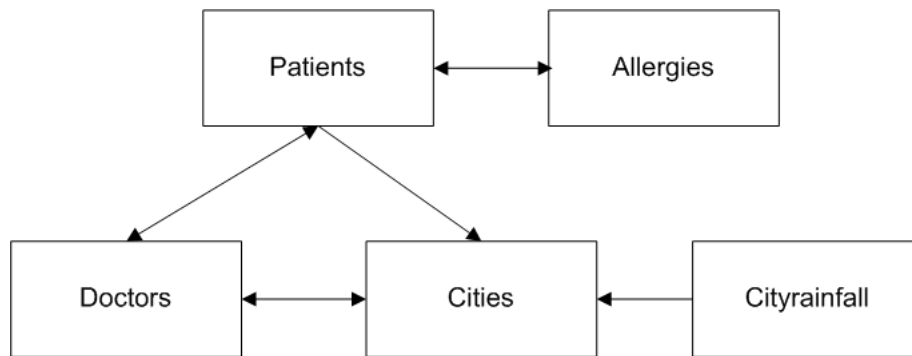 Patients
Allergies
Doctors
Cities
Cityrainfall